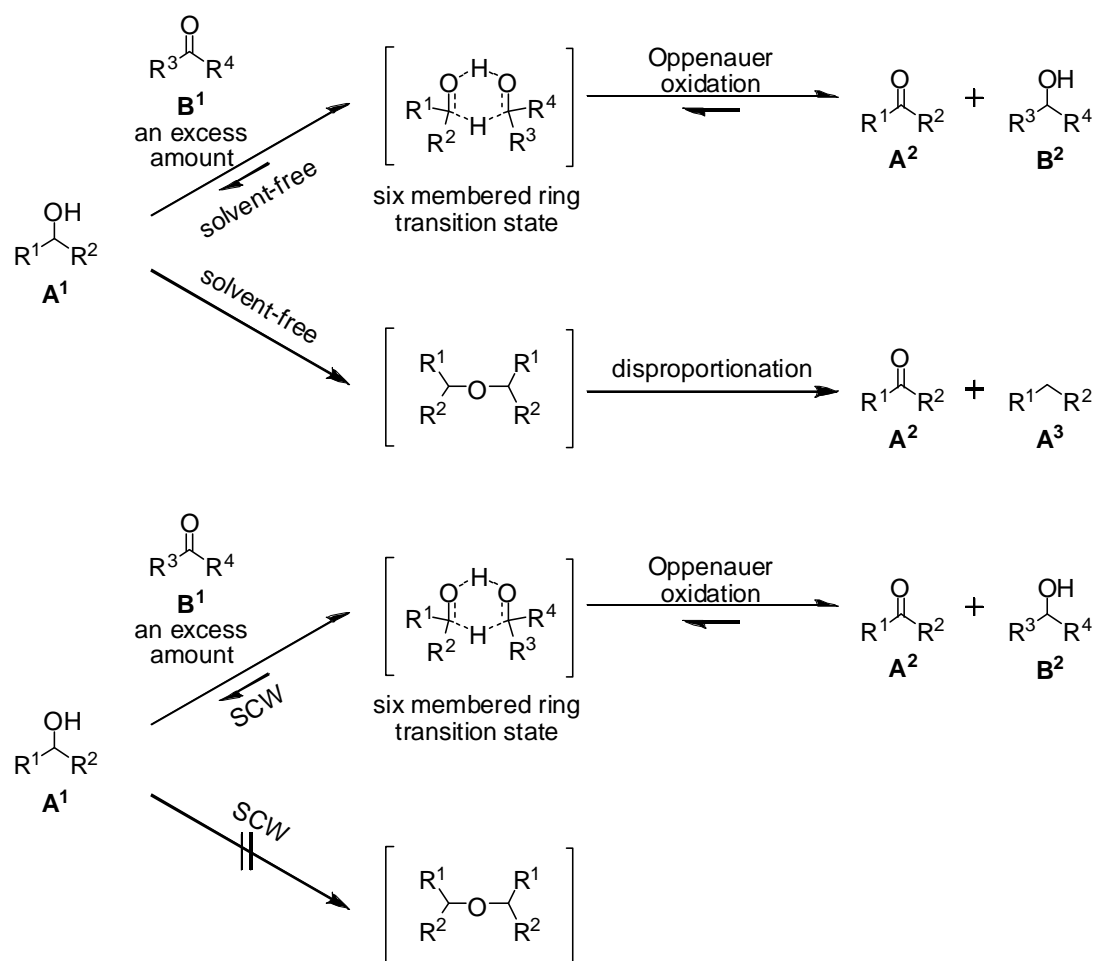 O
R³ R⁴
B¹
an excess
amount
solvent-free
OH
R¹ R²
A¹
solvent-free
H
O O
R¹ R⁴
H
R² R³
six membered ring
transition state
Oppenauer
oxidation
O
R¹ R²
A²
+
OH
R³ R⁴
B²
R¹ R¹
O
R² R²
disproportionation
O
R¹ R²
A²
+
R¹ R²
A³
O
R³ R⁴
B¹
an excess
amount
SCW
OH
R¹ R²
A¹
SCW
H
O O
R¹ R⁴
H
R² R³
six membered ring
transition state
Oppenauer
oxidation
O
R¹ R²
A²
+
OH
R³ R⁴
B²
R¹ R¹
O
R² R²